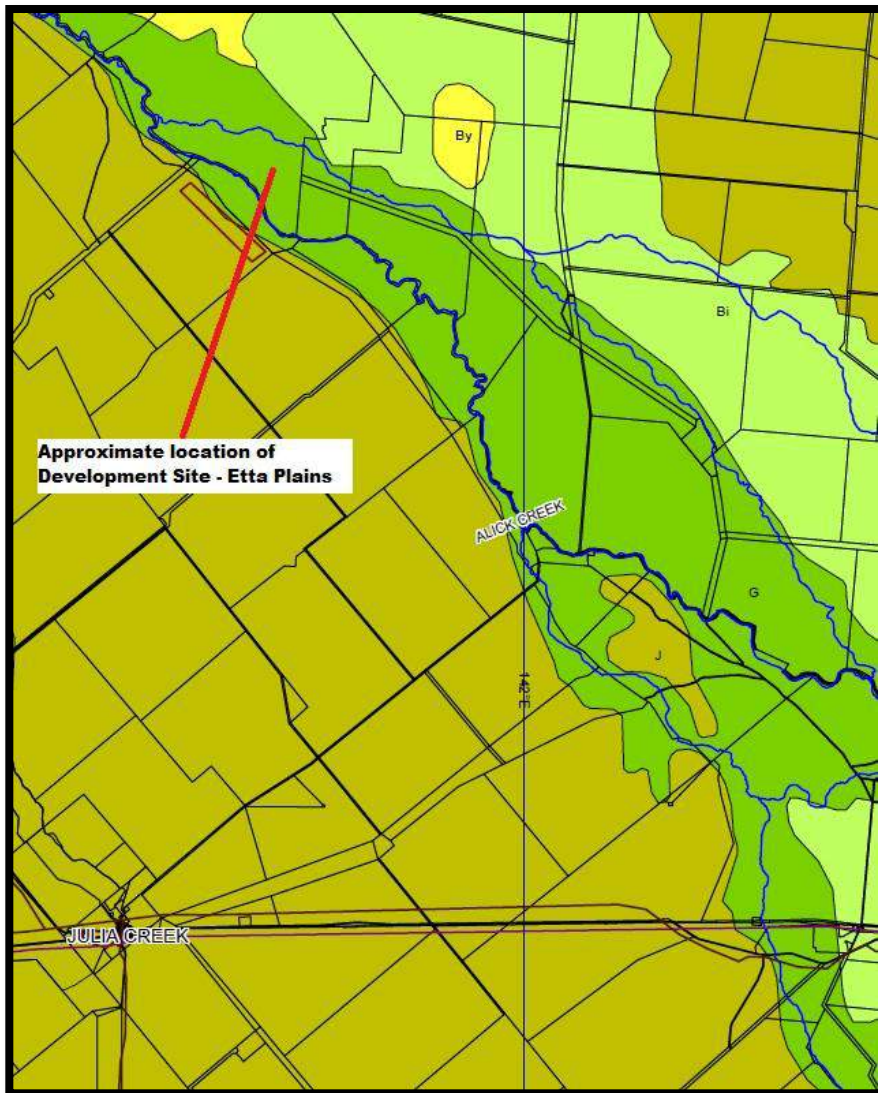 By
Bi
Approximate location of
Development Site - Etta Plains
ALICK CREEK
G
J
142°E
JULIA CREEK